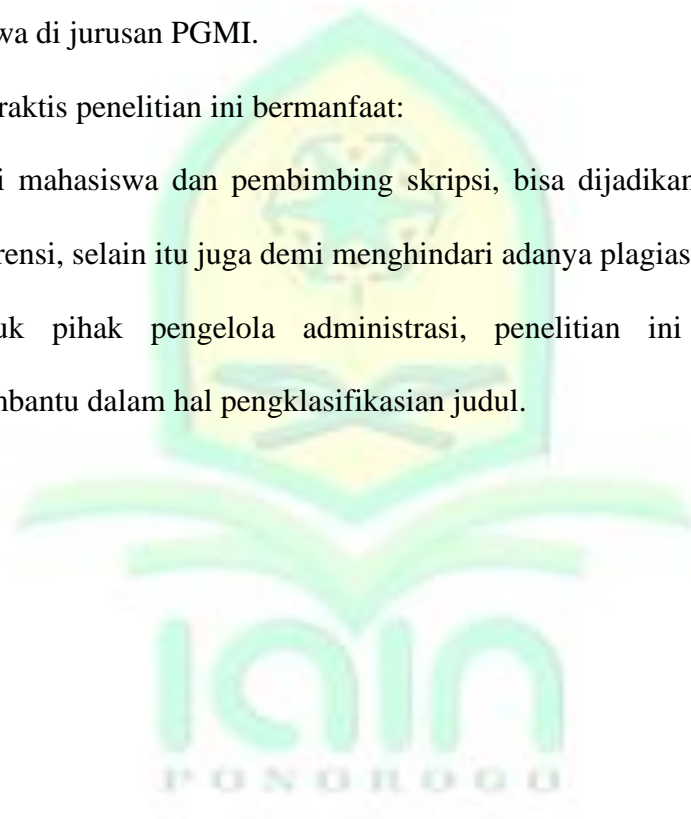 wa di jurusan PGMI.
raktis penelitian ini bermanfaat:
i mahasiswa dan pembimbing skripsi, bisa dijadikan
rensi, selain itu juga demi menghindari adanya plagias
uk pihak pengelola administrasi, penelitian ini
nbantu dalam hal pengklasifikasian judul.
iain
PONOROGO